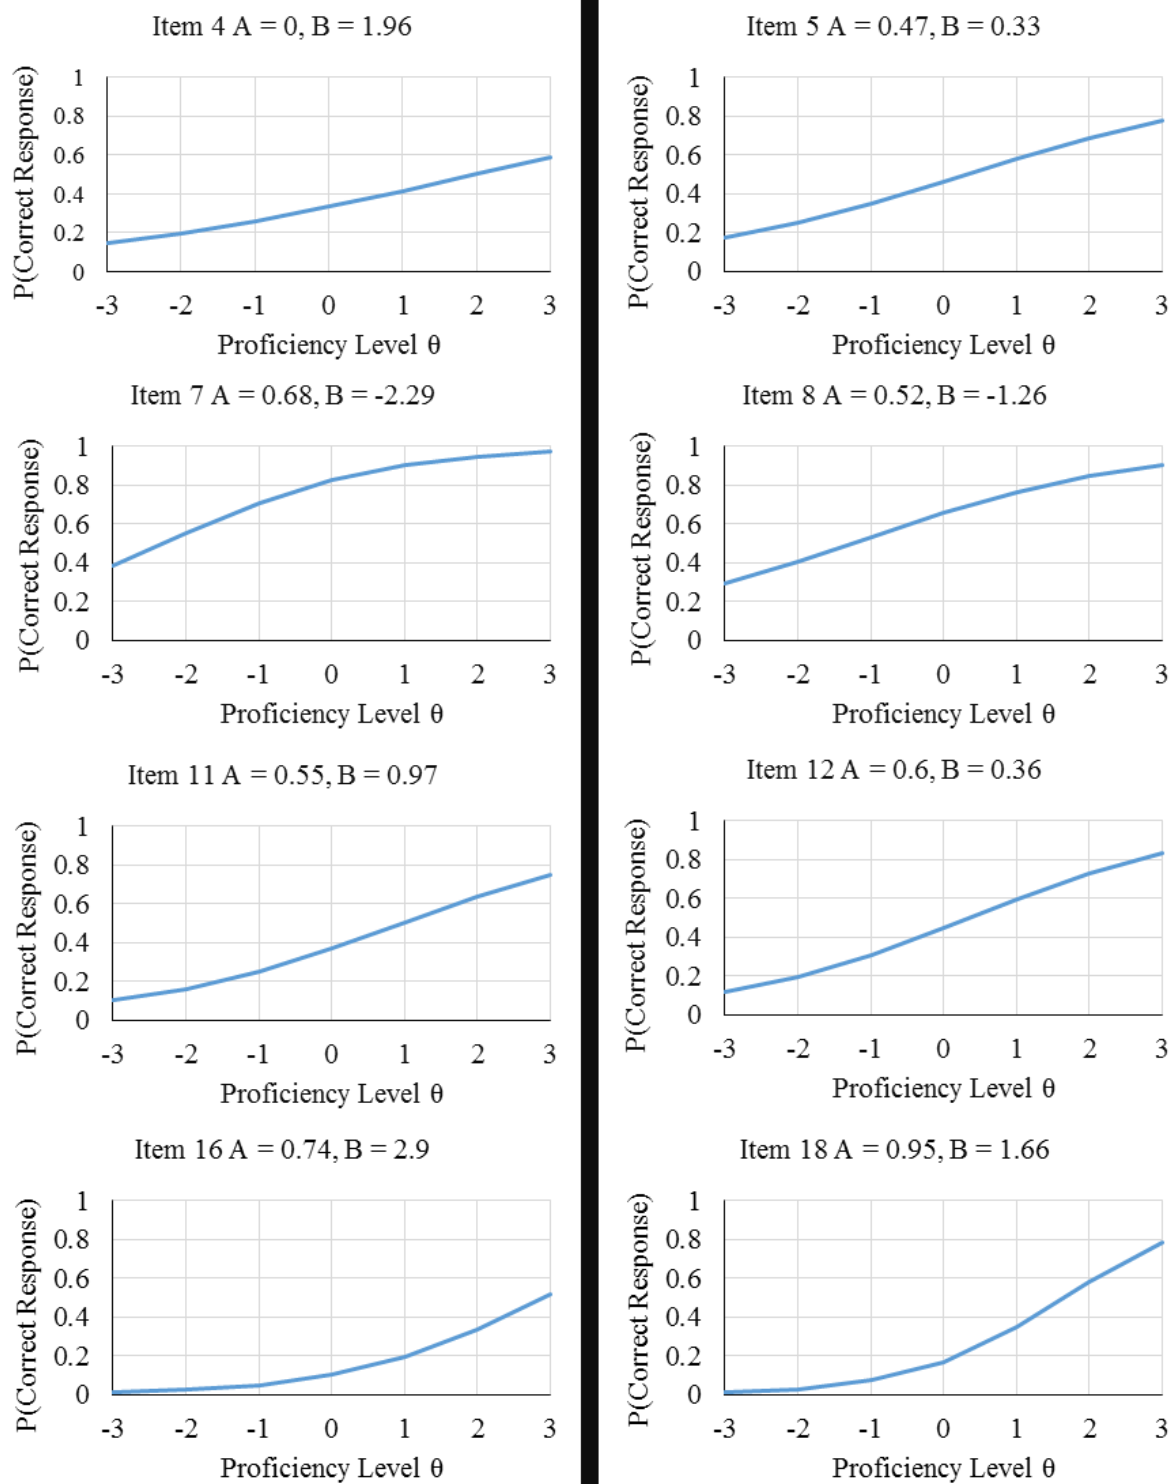 Item 4 A = 0, B = 1.96
P(Correct Response)
1
0.8
0.6
0.4
0.2
0
-3 -2 -1 0 1 2 3
Proficiency Level θ
Item 5 A = 0.47, B = 0.33
P(Correct Response)
1
0.8
0.6
0.4
0.2
0
-3 -2 -1 0 1 2 3
Proficiency Level θ
Item 7 A = 0.68, B = -2.29
P(Correct Response)
1
0.8
0.6
0.4
0.2
0
-3 -2 -1 0 1 2 3
Proficiency Level θ
Item 8 A = 0.52, B = -1.26
P(Correct Response)
1
0.8
0.6
0.4
0.2
0
-3 -2 -1 0 1 2 3
Proficiency Level θ
Item 11 A = 0.55, B = 0.97
P(Correct Response)
1
0.8
0.6
0.4
0.2
0
-3 -2 -1 0 1 2 3
Proficiency Level θ
Item 12 A = 0.6, B = 0.36
P(Correct Response)
1
0.8
0.6
0.4
0.2
0
-3 -2 -1 0 1 2 3
Proficiency Level θ
Item 16 A = 0.74, B = 2.9
P(Correct Response)
1
0.8
0.6
0.4
0.2
0
-3 -2 -1 0 1 2 3
Proficiency Level θ
Item 18 A = 0.95, B = 1.66
P(Correct Response)
1
0.8
0.6
0.4
0.2
0
-3 -2 -1 0 1 2 3
Proficiency Level θ